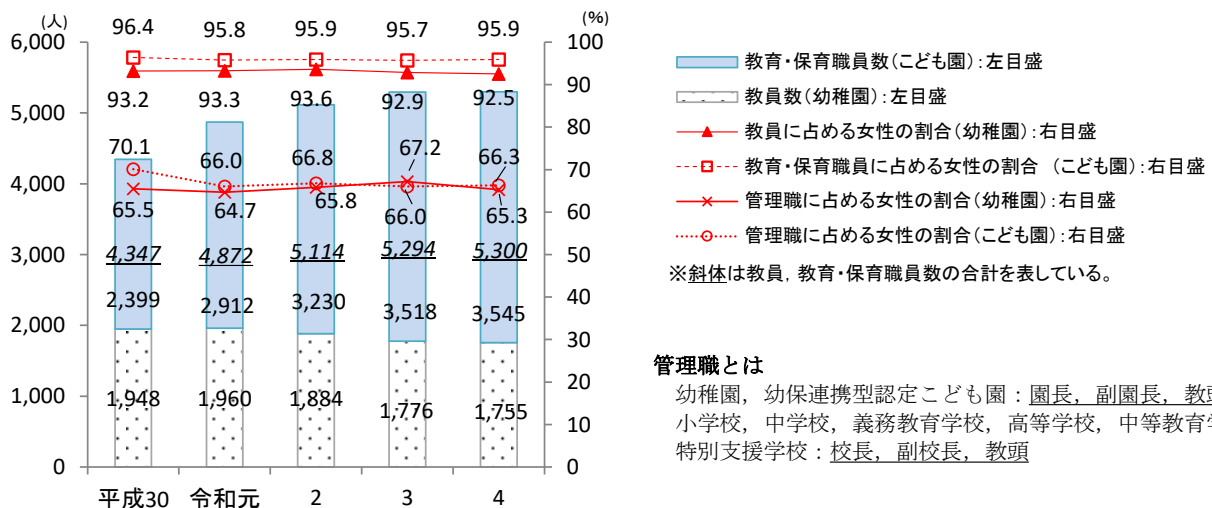 (人)
(%)
96.4 95.8 95.9 95.7 95.9
6,000
5,000
4,000
3,000
2,000
1,000
0
100
90
80
70
60
50
40
30
20
10
0
93.2 93.3 93.6 92.9 92.5
70.1 66.0 66.8 67.2 66.3
65.5 64.7 65.8 66.0 65.3
4,347 4,872 5,114 5,294 5,300
2,399 2,912 3,230 3,518 3,545
1,948 1,960 1,884 1,776 1,755
平成30 令和元 2 3 4
教育・保育職員数(こども園):左目盛
教員数(幼稚園):左目盛
教員に占める女性の割合(幼稚園):右目盛
教育・保育職員に占める女性の割合 (こども園):右目盛
管理職に占める女性の割合(幼稚園):右目盛
管理職に占める女性の割合(こども園):右目盛
※斜体は教員,教育・保育職員数の合計を表している。
管理職とは
幼稚園,幼保連携型認定こども園:園長,副園長,教
小学校,中学校,義務教育学校,高等学校,中等教育
特別支援学校:校長,副校長,教頭